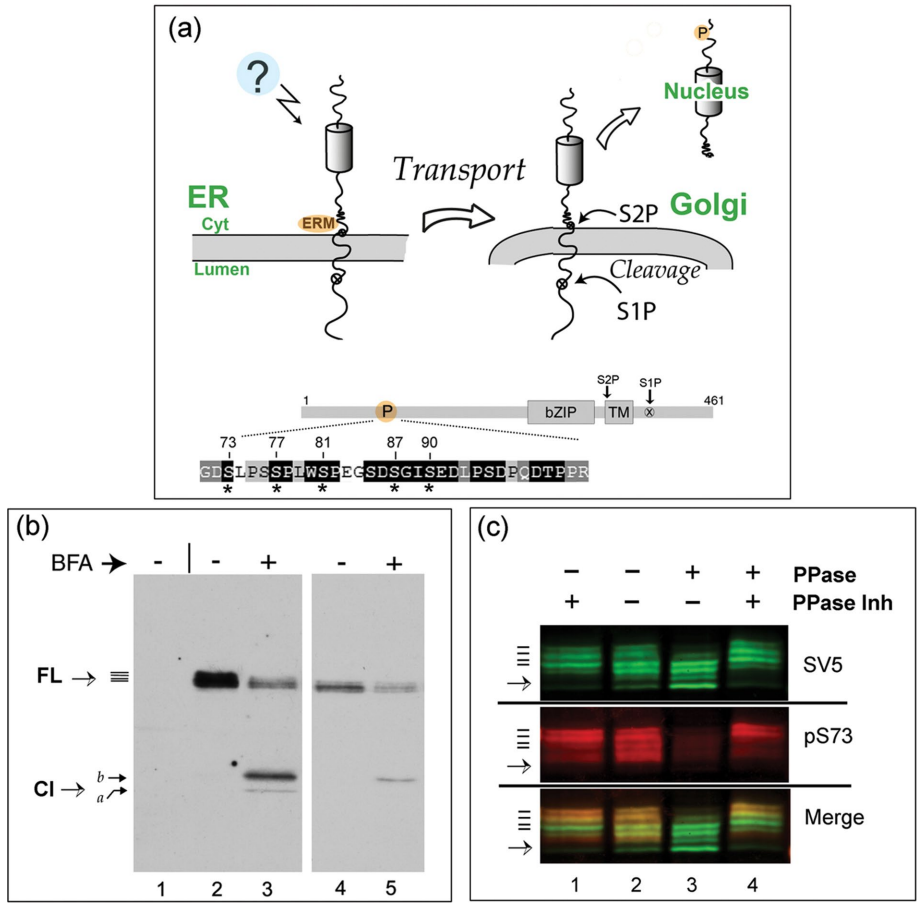 (a)
?
P
Nucleus
Transport
ER
Golgi
Cyt
ERM
S2P
Lumen
Cleavage
S1P
S2P S1P
1 461
P bZIP TM x
73 77 81 87 90
GDSLPSSPLWSPEGSDSGISEDLPSDPQDTPPR
* * * * *
(b)
BFA - - + - +
FL
b
CI
a
1 2 3 4 5
(c)
− − + + PPase
+ − − + PPase Inh
SV5
pS73
Merge
1 2 3 4